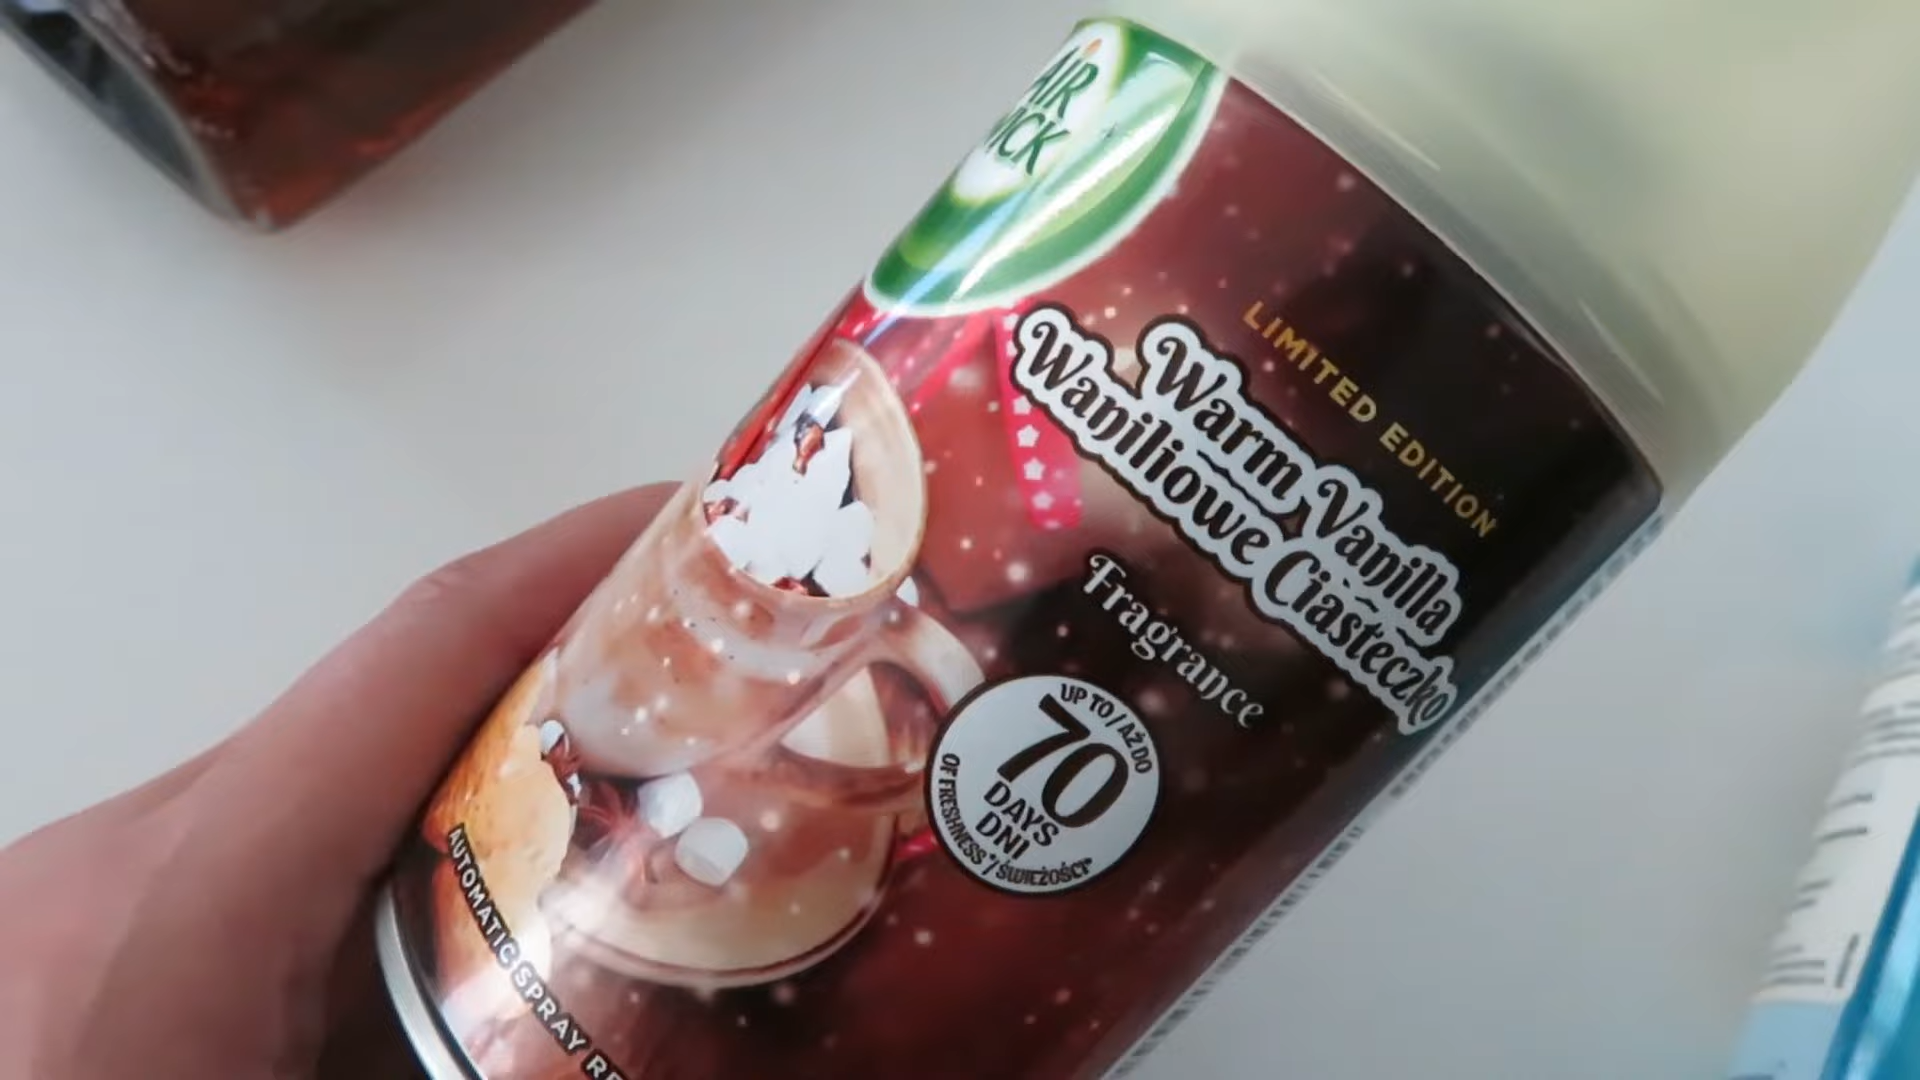 AIR
WICK
LIMITED EDITION
Warm Vanilla
Waniliowe Ciasteczko
Fragrance
UP TO / AŻ DO
70
DAYS
DNI
OF FRESHNESS* / ŚWIEŻOŚCI*
AUTOMATIC SPRAY